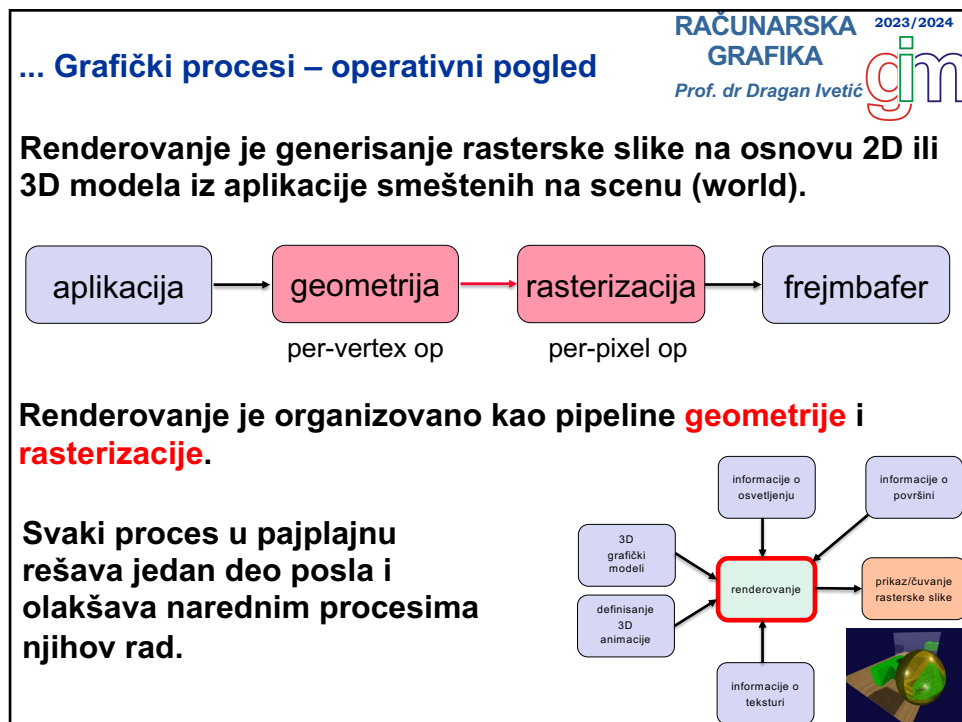 RAČUNARSKA
GRAFIKA
2023/2024
Prof. dr Dragan Ivetić
gim
... Grafički procesi – operativni pogled
Renderovanje je generisanje rasterske slike na osnovu 2D ili
3D modela iz aplikacije smeštenih na scenu (world).
aplikacija
geometrija
rasterizacija
frejmbafer
per-vertex op
per-pixel op
Renderovanje je organizovano kao pipeline geometrije i
rasterizacije.
Svaki proces u pajplajnu
rešava jedan deo posla i
olakšava narednim procesima
njihov rad.
informacije o
osvetljenju
informacije o
površini
3D
grafički
modeli
renderovanje
prikaz/čuvanje
rasterske slike
definisanje
3D
animacije
informacije o
teksturi